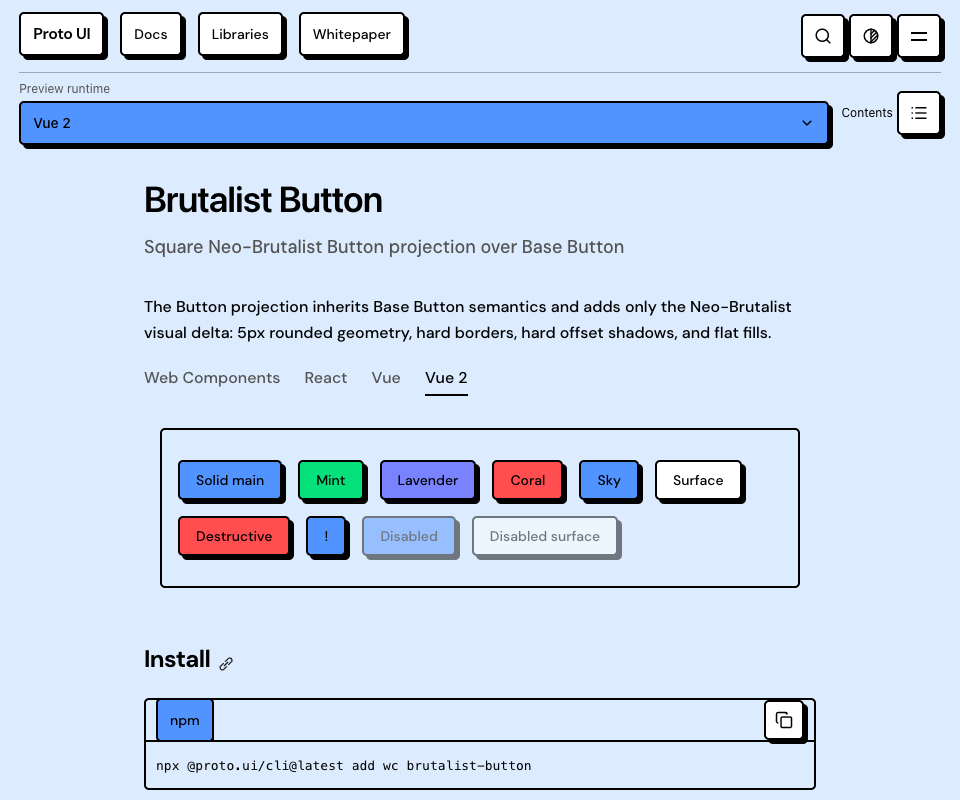 Proto UI Docs Libraries Whitepaper
Preview runtime
Vue 2
Contents
Brutalist Button
Square Neo-Brutalist Button projection over Base Button
The Button projection inherits Base Button semantics and adds only the Neo-Brutalist
visual delta: 5px rounded geometry, hard borders, hard offset shadows, and flat fills.
Web Components React Vue Vue 2
Solid main Mint Lavender Coral Sky Surface
Destructive ! Disabled Disabled surface
Install
npm
npx @proto.ui/cli@latest add wc brutalist-button